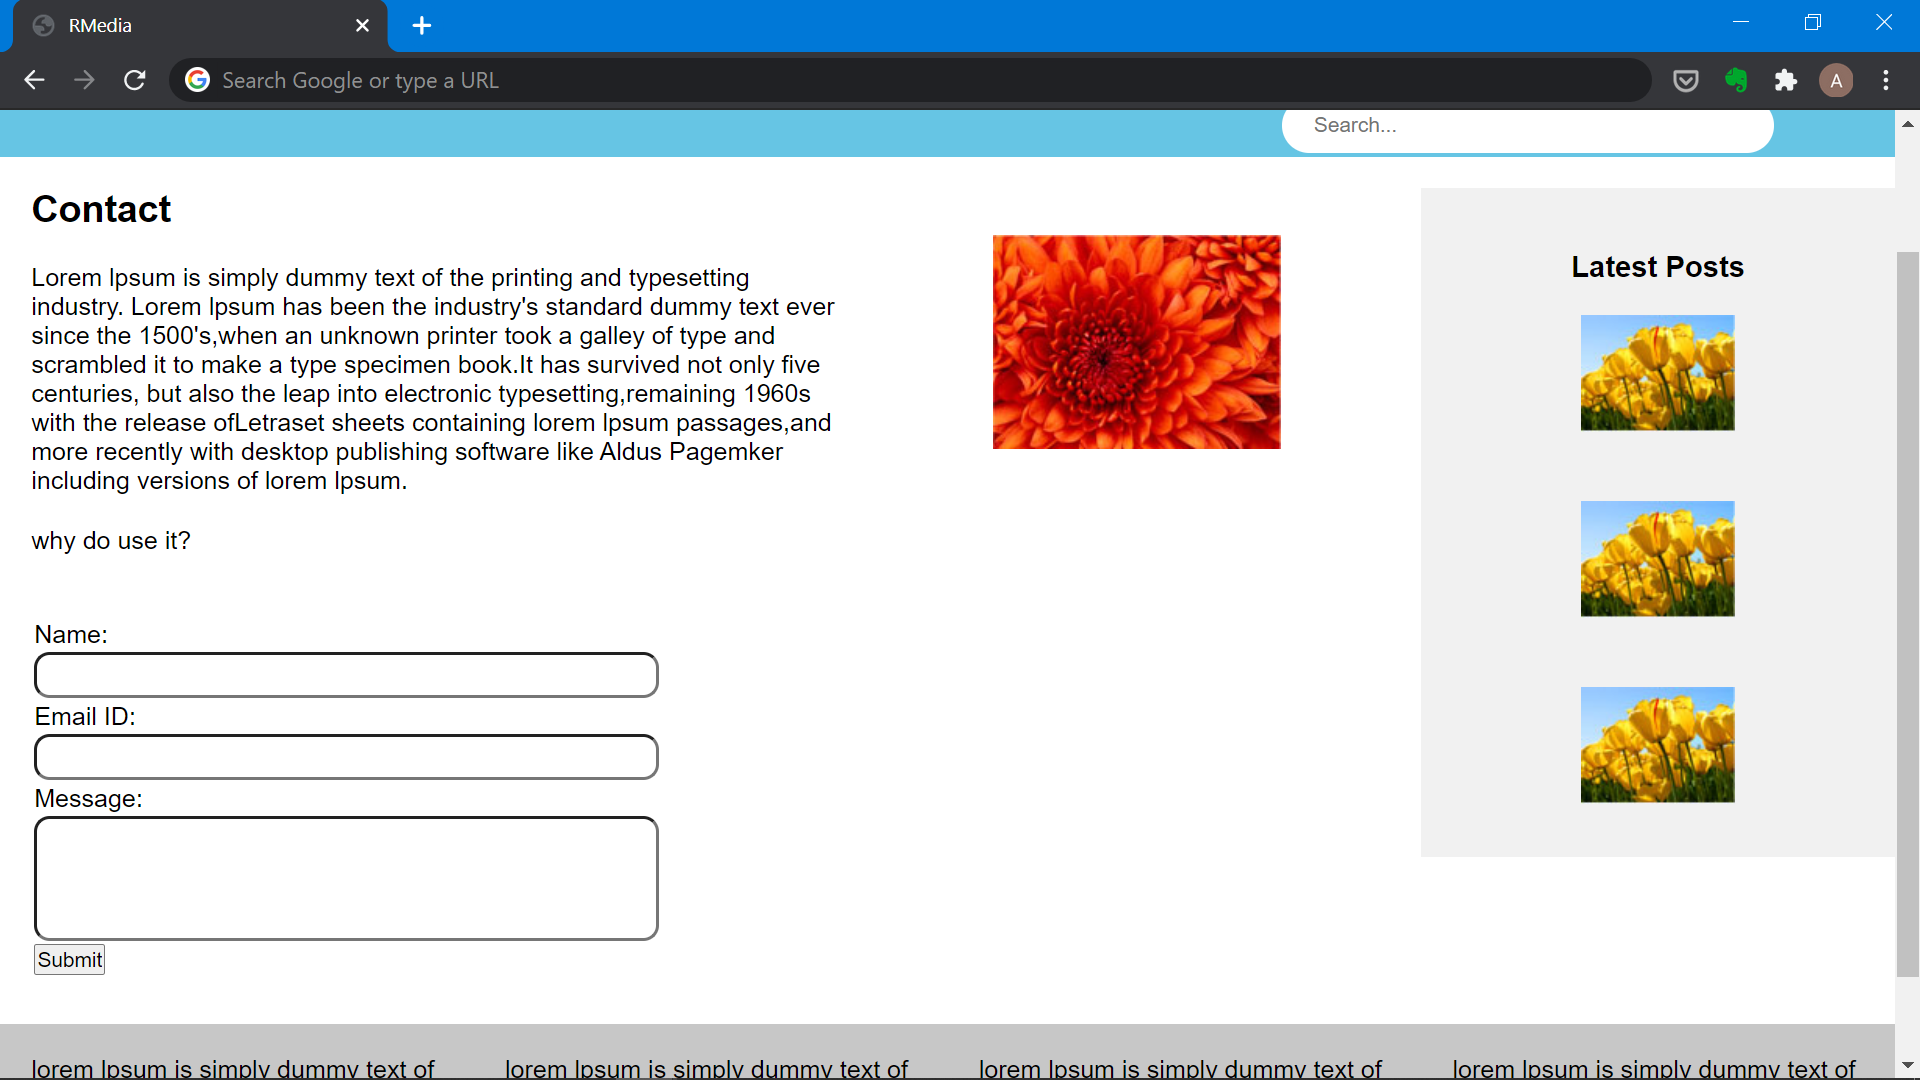 RMedia
Search Google or type a URL
A
Search...
Contact
Lorem Ipsum is simply dummy text of the printing and typesetting
industry. Lorem Ipsum has been the industry's standard dummy text ever
since the 1500's,when an unknown printer took a galley of type and
scrambled it to make a type specimen book.It has survived not only five
centuries, but also the leap into electronic typesetting,remaining 1960s
with the release ofLetraset sheets containing lorem Ipsum passages,and
more recently with desktop publishing software like Aldus Pagemker
including versions of lorem Ipsum.
why do use it?
Name:
Email ID:
Message:
Submit
Latest Posts
lorem Ipsum is simply dummy text of
lorem Ipsum is simply dummy text of
lorem Ipsum is simply dummy text of
lorem Ipsum is simply dummy text of